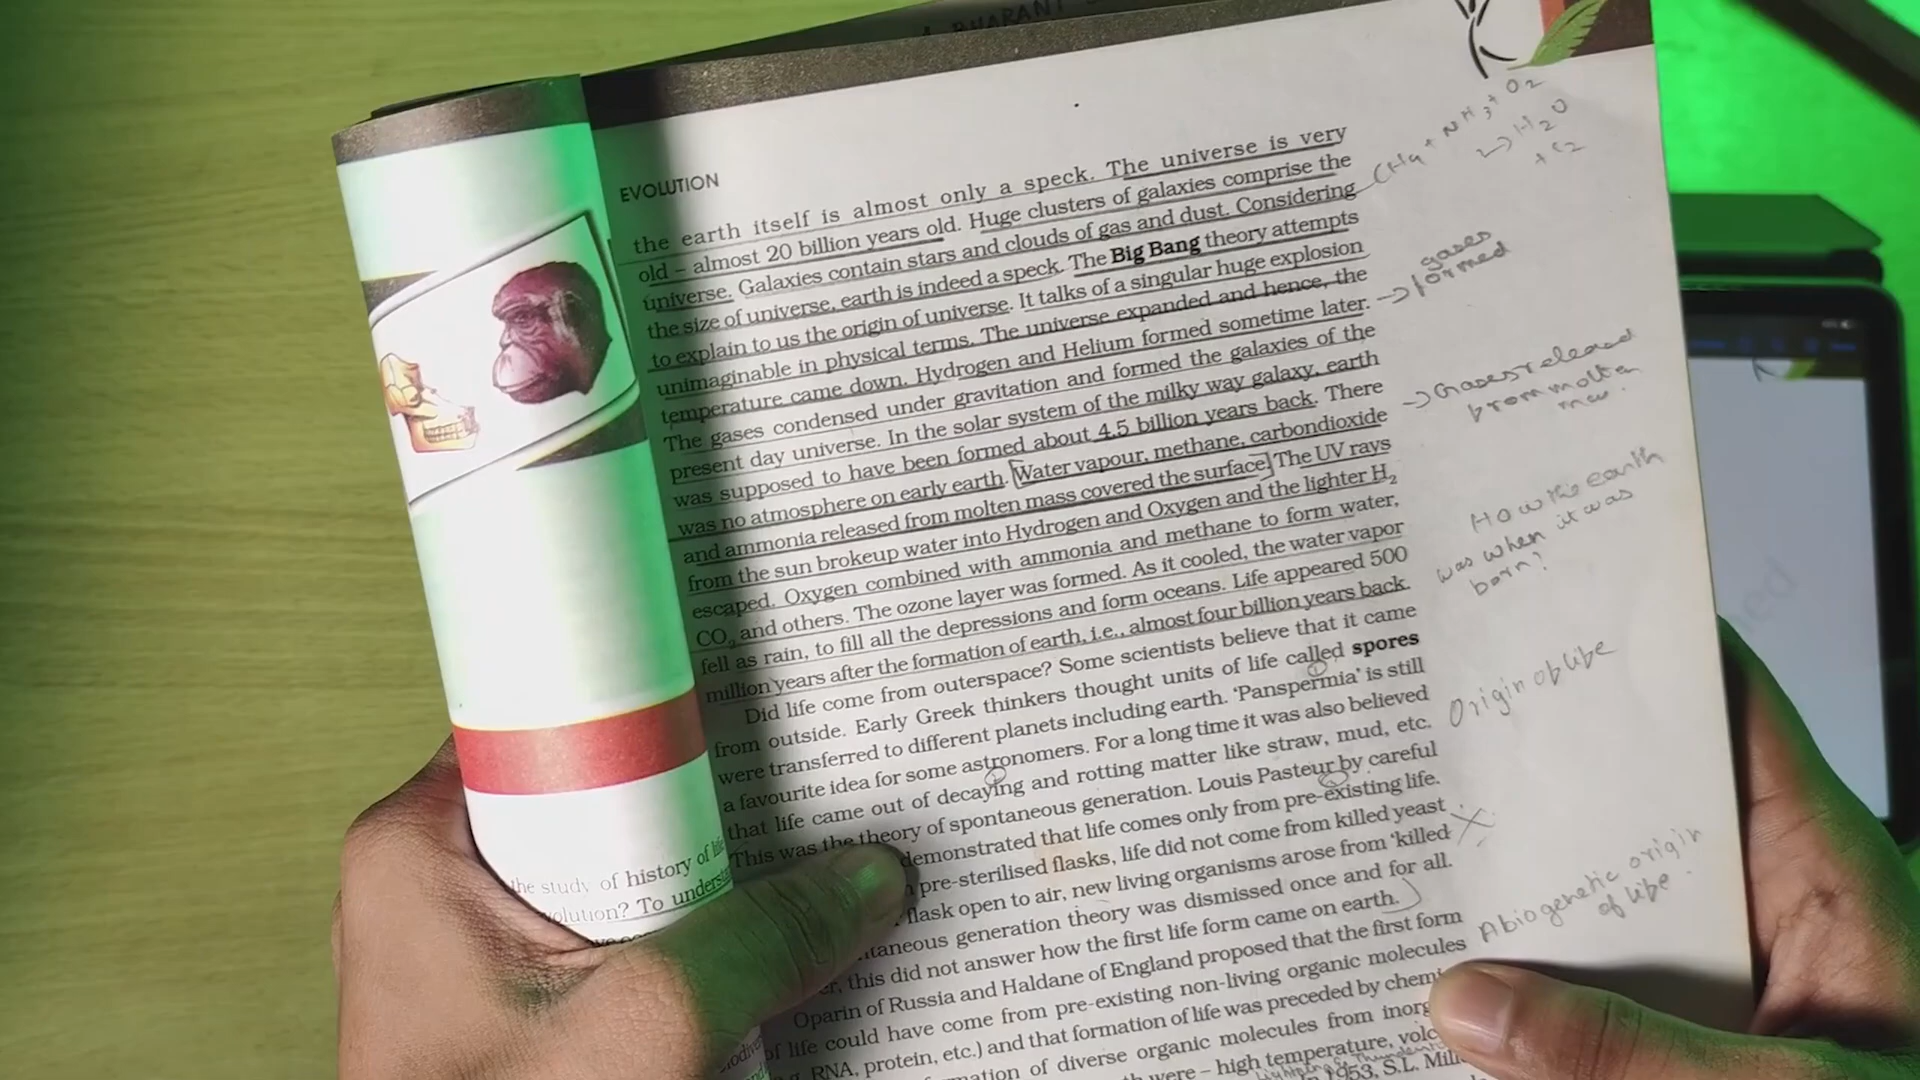 BHARANI
EVOLUTION
the earth itself is almost only a speck. The universe is very
old – almost 20 billion years old. Huge clusters of galaxies comprise the
universe. Galaxies contain stars and clouds of gas and dust. Considering
the size of universe, earth is indeed a speck. The Big Bang theory attempts
to explain to us the origin of universe. It talks of a singular huge explosion
unimaginable in physical terms. The universe expanded and hence, the
temperature came down. Hydrogen and Helium formed sometime later.
The gases condensed under gravitation and formed the galaxies of the
present day universe. In the solar system of the milky way galaxy, earth
was supposed to have been formed about 4.5 billion years back. There
was no atmosphere on early earth. Water vapour, methane, carbondioxide
and ammonia released from molten mass covered the surface. The UV rays
from the sun brokeup water into Hydrogen and Oxygen and the lighter H₂
escaped. Oxygen combined with ammonia and methane to form water,
CO₂ and others. The ozone layer was formed. As it cooled, the water vapor
fell as rain, to fill all the depressions and form oceans. Life appeared 500
million years after the formation of earth, i.e., almost four billion years back.
Did life come from outerspace? Some scientists believe that it came
from outside. Early Greek thinkers thought units of life called spores
were transferred to different planets including earth. ‘Panspermia’ is still
a favourite idea for some astronomers. For a long time it was also believed
that life came out of decaying and rotting matter like straw, mud, etc.
This was the theory of spontaneous generation. Louis Pasteur by careful
demonstrated that life comes only from pre-existing life.
pre-sterilised flasks, life did not come from killed yeast
flask open to air, new living organisms arose from ‘killed
taneous generation theory was dismissed once and for all.
er, this did not answer how the first life form came on earth.
Oparin of Russia and Haldane of England proposed that the first form
of life could have come from pre-existing non-living organic molecules
RNA, protein, etc.) and that formation of life was preceded by chemi
mation of diverse organic molecules from inorg
th were – high temperature, volc
1953, S.L. Mill
CH₄ + NH₃ + O₂
→ H₂O
+ C₂
→ gases
formed
→ Gases released
from molten
How the earth
was when it was
born?
Origin of life
Abiogenetic origin
of life.
the study of history of life
volution? To understa